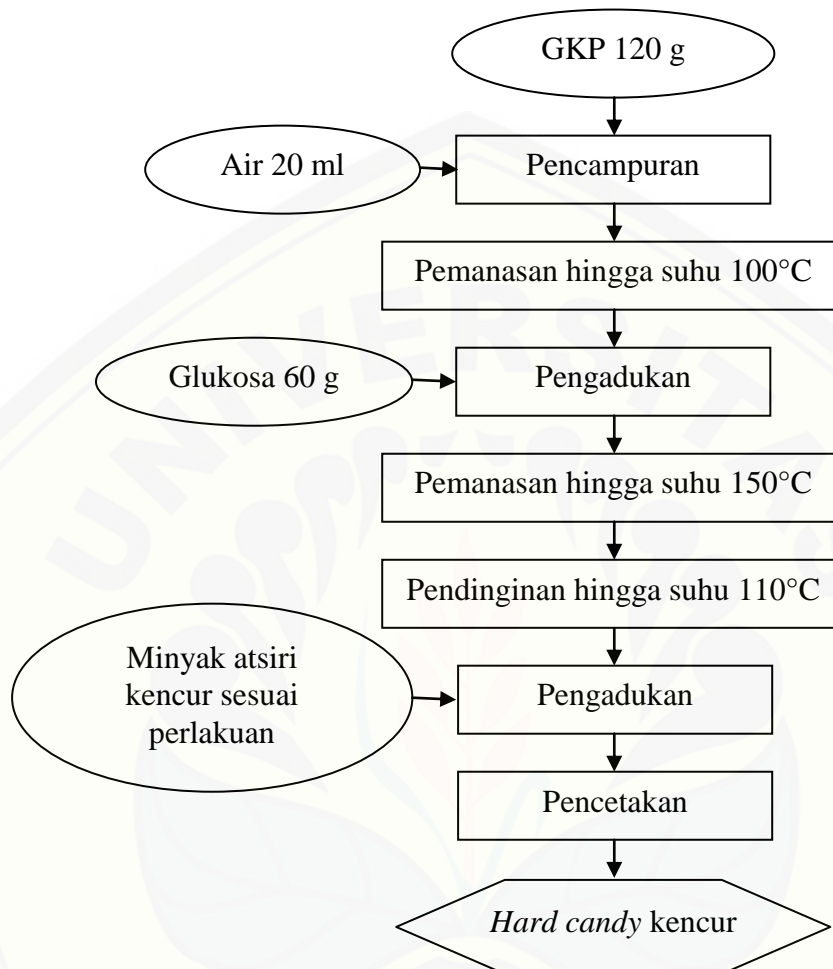 GKP 120 g
Air 20 ml
Pencampuran
Pemanasan hingga suhu 100°C
Glukosa 60 g
Pengadukan
Pemanasan hingga suhu 150°C
Pendinginan hingga suhu 110°C
Minyak atsiri
kencur sesuai
perlakuan
Pengadukan
Pencetakan
Hard candy kencur
UNIVERSITAS